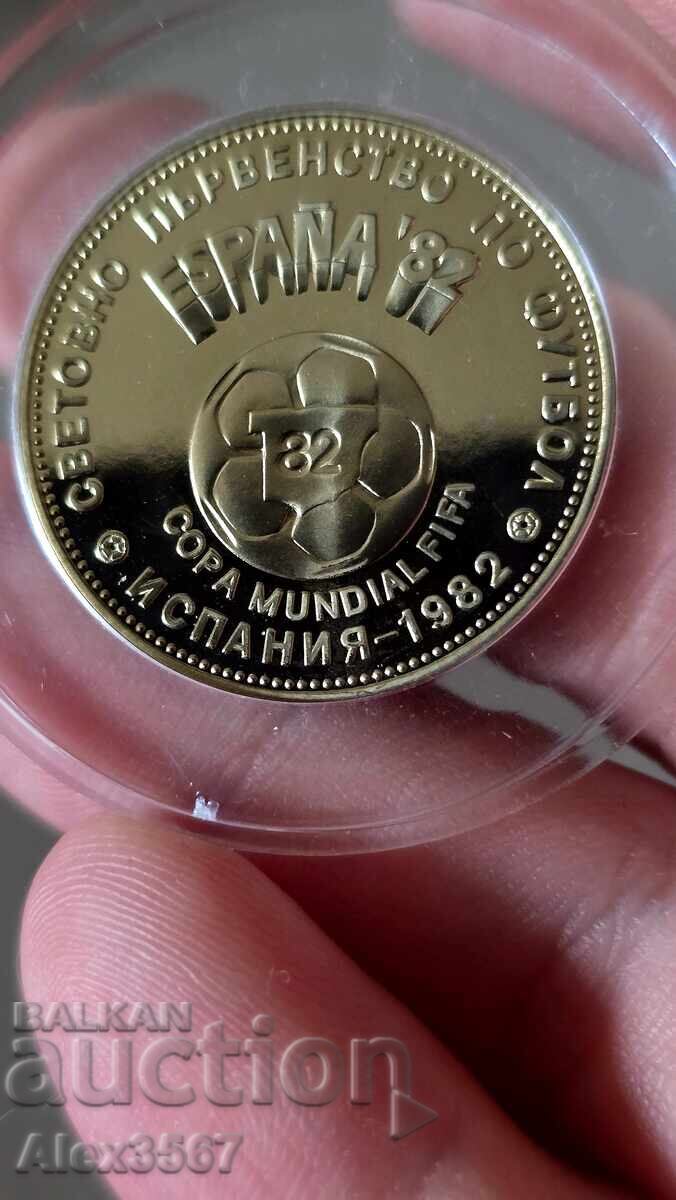 СВЕТОВНО ПЪРВЕНСТВО ПО ФУТБОЛ
ESPAÑA '82
82
COPA MUNDIAL FIFA
ИСПАНИЯ-1982
BALKAN
auction
Alex3567